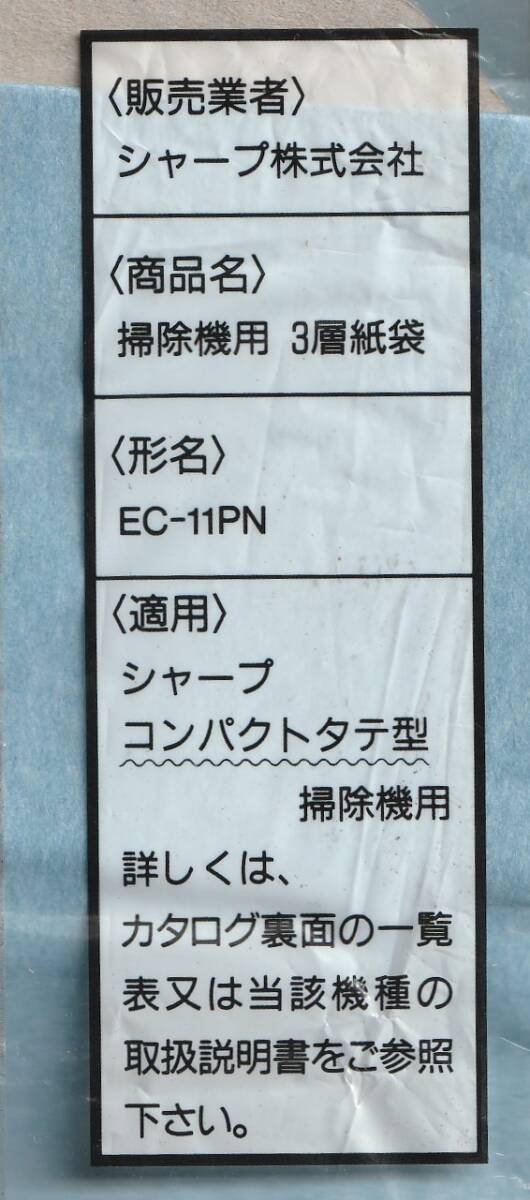 〈販売業者〉
シャープ株式会社
〈商品名〉
掃除機用 3層紙袋
〈形名〉
EC-11PN
〈適用〉
シャープ
コンパクトタテ型
掃除機用
詳しくは、
カタログ裏面の一覧
表又は当該機種の
取扱説明書をご参照
下さい。